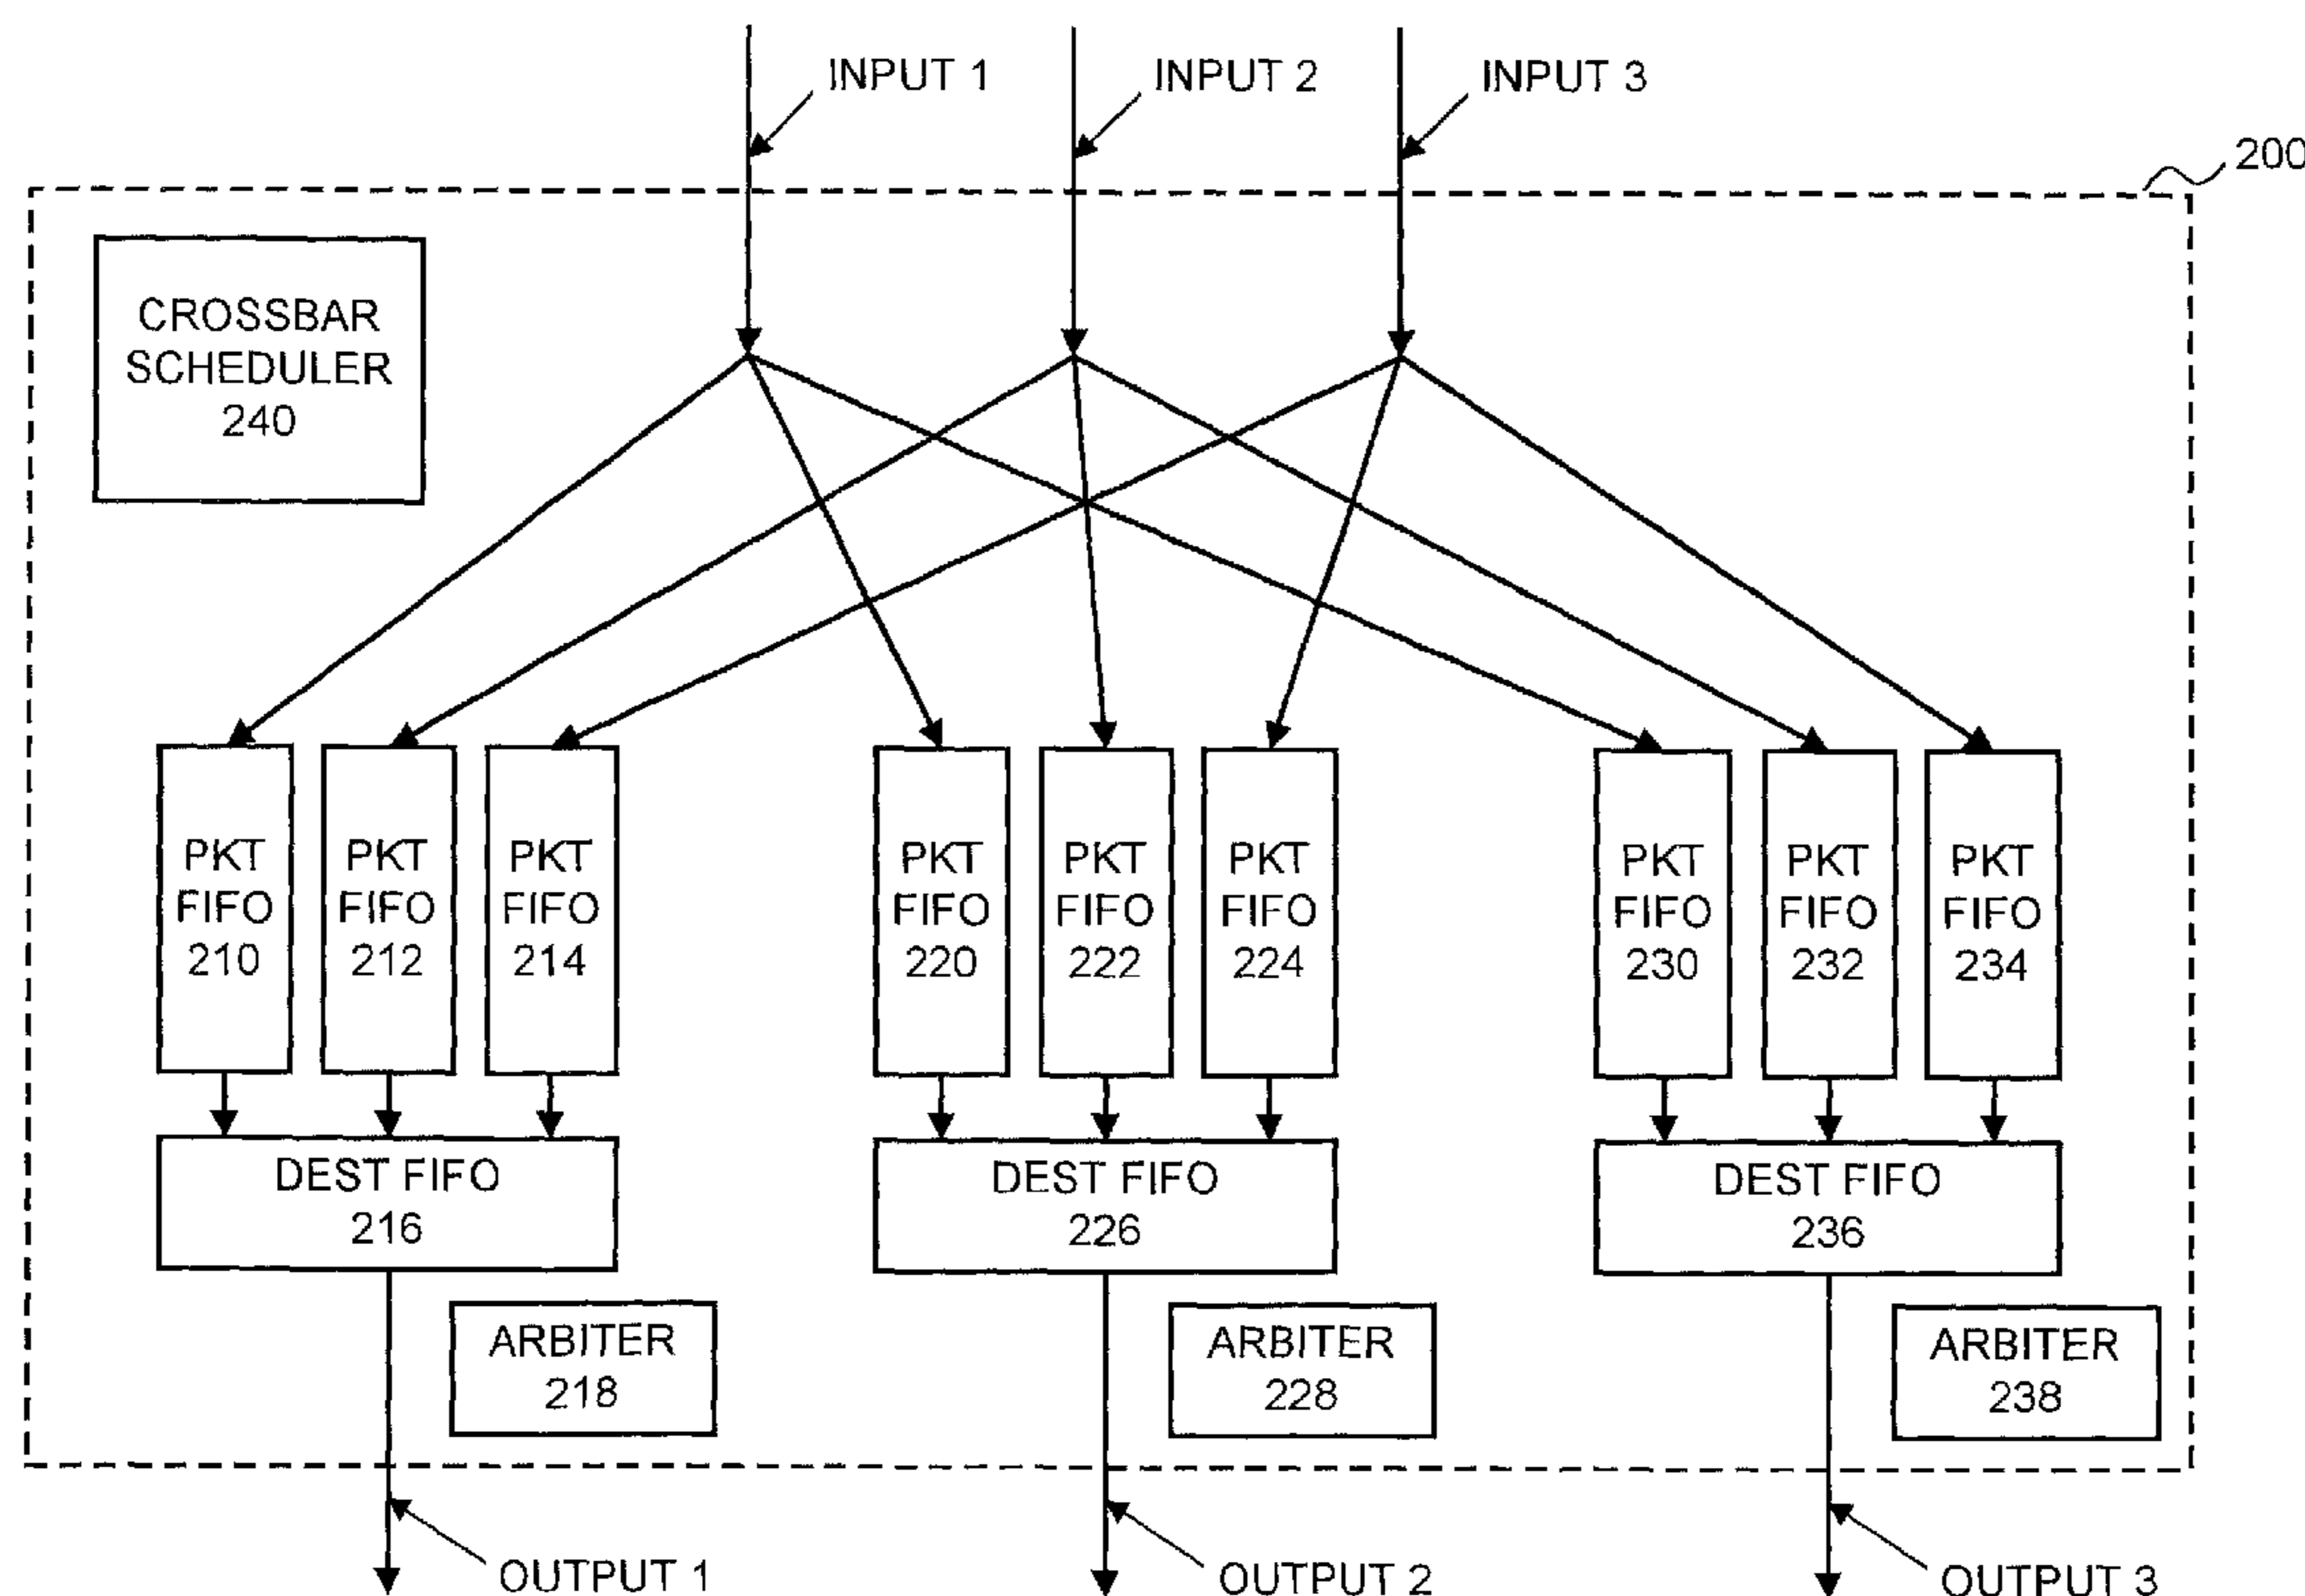 INPUT 1
INPUT 2
INPUT 3
200
CROSSBAR
SCHEDULER
240
PKT
FIFO
210
PKT
FIFO
212
PKT
FIFO
214
PKT
FIFO
220
PKT
FIFO
222
PKT
FIFO
224
PKT
FIFO
230
PKT
FIFO
232
PKT
FIFO
234
DEST FIFO
216
DEST FIFO
226
DEST FIFO
236
ARBITER
218
ARBITER
228
ARBITER
238
OUTPUT 1
OUTPUT 2
OUTPUT 3